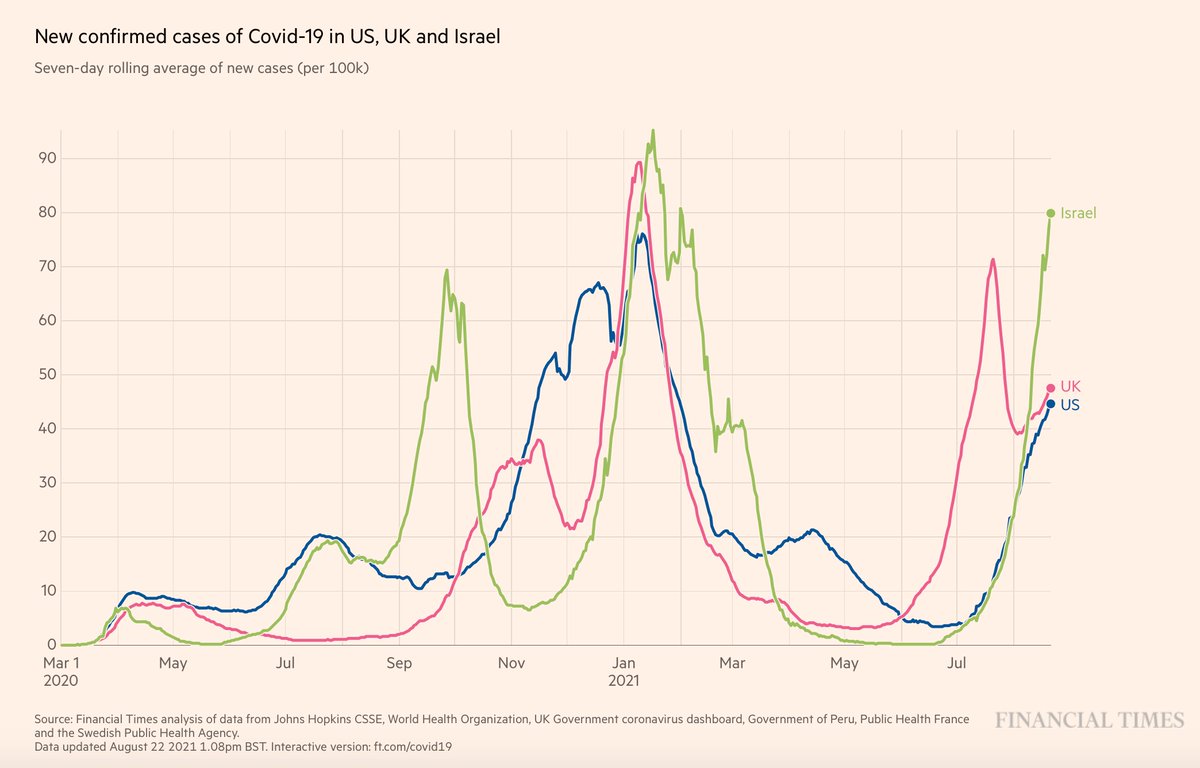 New confirmed cases of Covid-19 in US, UK and Israel
Seven-day rolling average of new cases (per 100k)
90
80
70
60
50
40
30
20
10
0
Israel
UK
US
Mar 1 May Jul Sep Nov Jan Mar May Jul
2020 2021
Source: Financial Times analysis of data from Johns Hopkins CSSE, World Health Organization, UK Government coronavirus dashboard, Government of Peru, Public Health France
and the Swedish Public Health Agency.
Data updated August 22 2021 1.08pm BST. Interactive version: ft.com/covid19
FINANCIAL TIMES